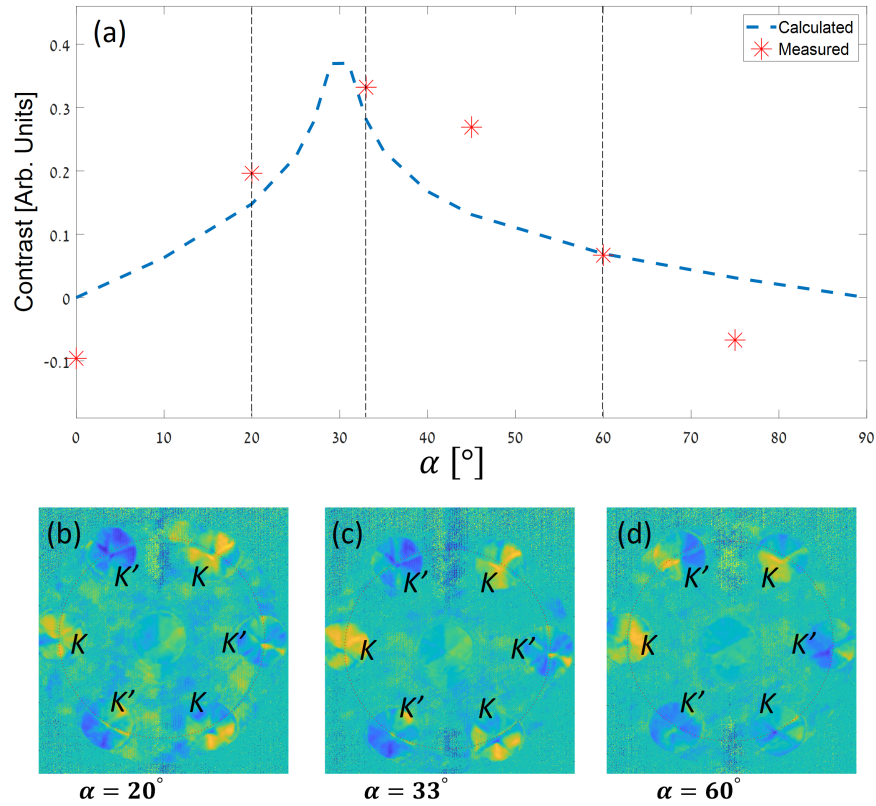 (a)
Calculated
Measured
Contrast [Arb. Units]
0.4
0.3
0.2
0.1
0
-0.1
0 10 20 30 40 50 60 70 80 90
α [°]
(b)
K' K
K K'
K' K
α = 20°
(c)
K' K
K K'
K' K
α = 33°
(d)
K' K
K K'
K' K
α = 60°